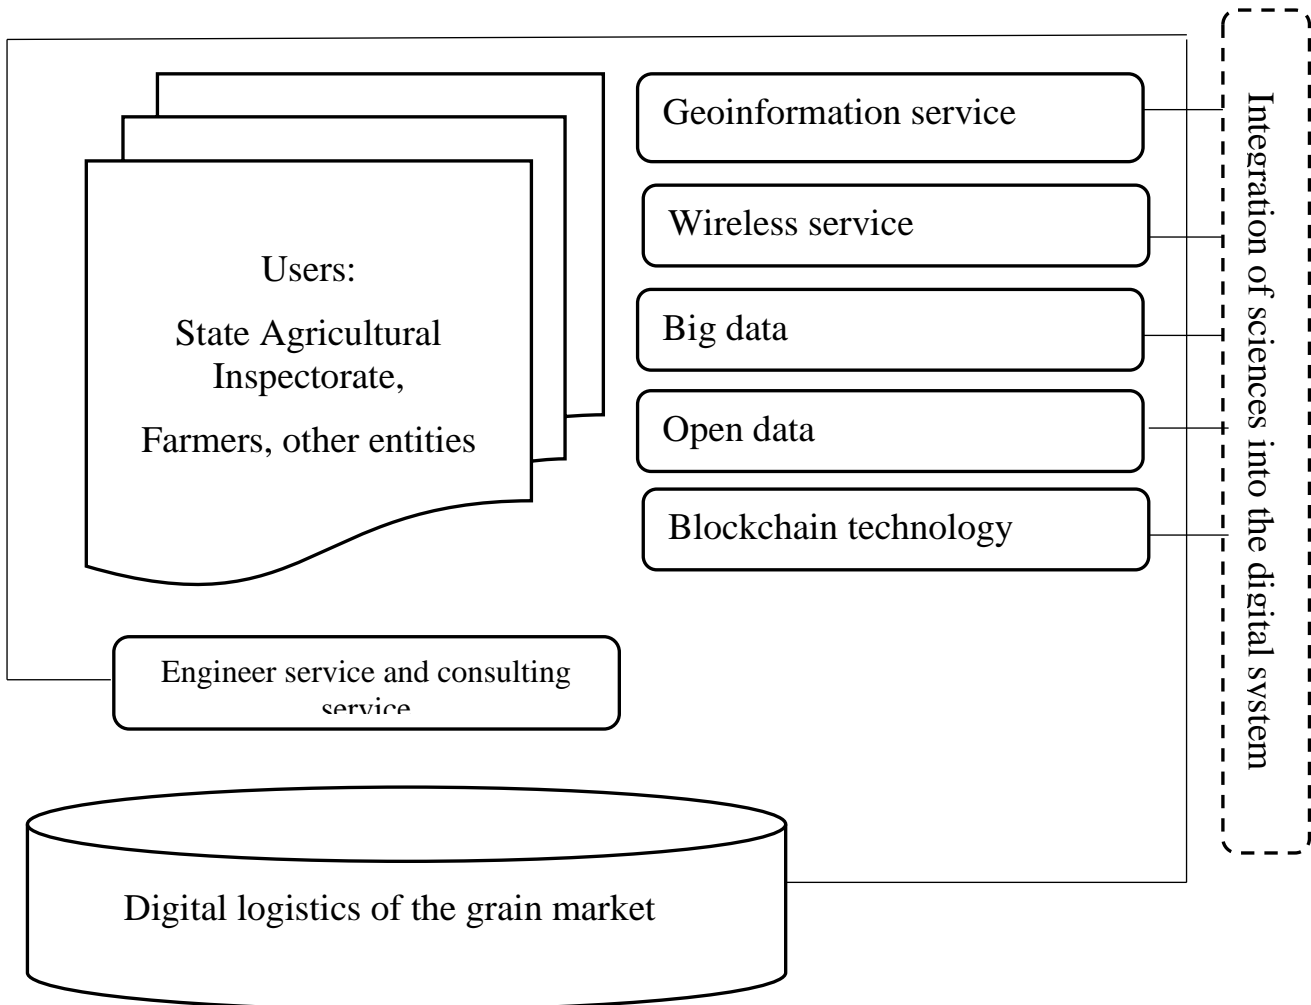 Users:
State Agricultural
Inspectorate,
Farmers, other entities
Geoinformation service
Wireless service
Big data
Open data
Blockchain technology
Integration of sciences into the digital system
Engineer service and consulting
service
Digital logistics of the grain market